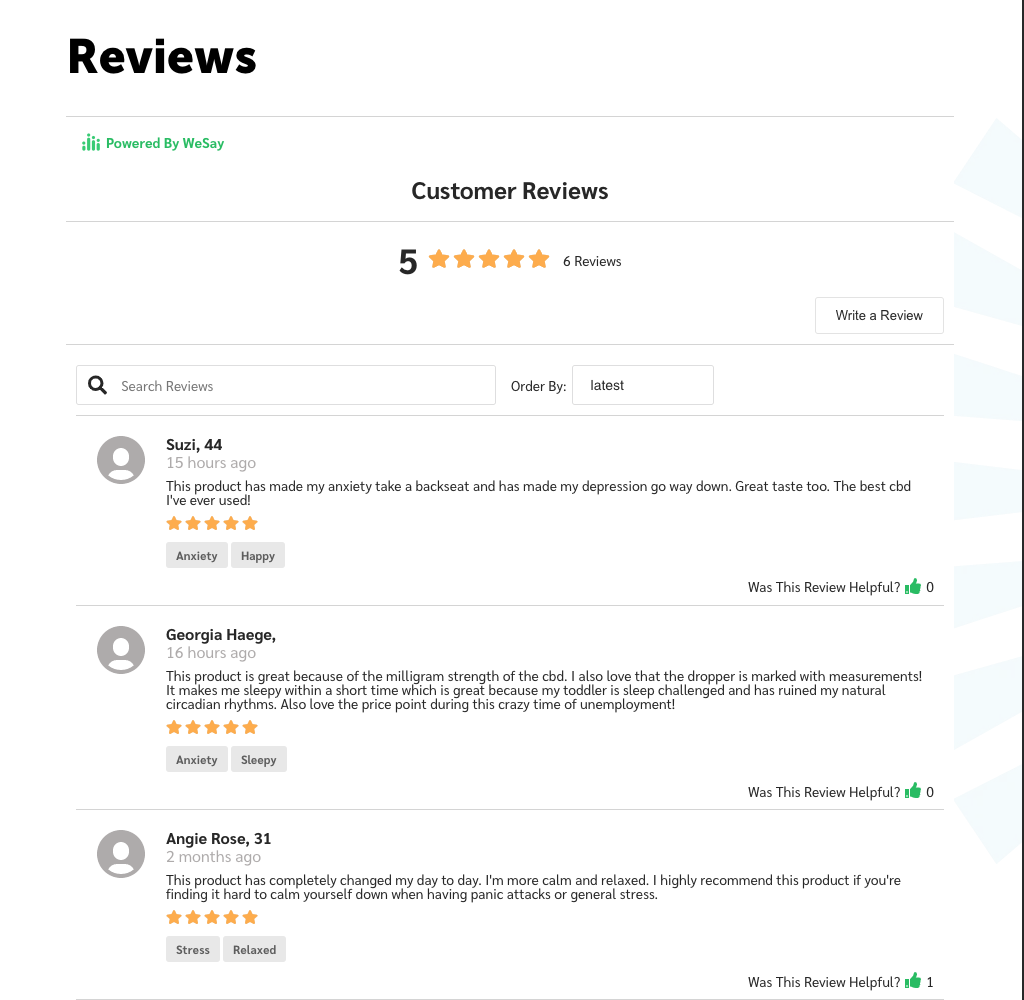 Reviews
Powered By WeSay
Customer Reviews
5 6 Reviews
Write a Review
Search Reviews Order By: latest
Suzi, 44
15 hours ago
This product has made my anxiety take a backseat and has made my depression go way down. Great taste too. The best cbd
I've ever used!
Anxiety Happy
Was This Review Helpful? 0
Georgia Haege,
16 hours ago
This product is great because of the milligram strength of the cbd. I also love that the dropper is marked with measurements!
It makes me sleepy within a short time which is great because my toddler is sleep challenged and has ruined my natural
circadian rhythms. Also love the price point during this crazy time of unemployment!
Anxiety Sleepy
Was This Review Helpful? 0
Angie Rose, 31
2 months ago
This product has completely changed my day to day. I'm more calm and relaxed. I highly recommend this product if you're
finding it hard to calm yourself down when having panic attacks or general stress.
Stress Relaxed
Was This Review Helpful? 1